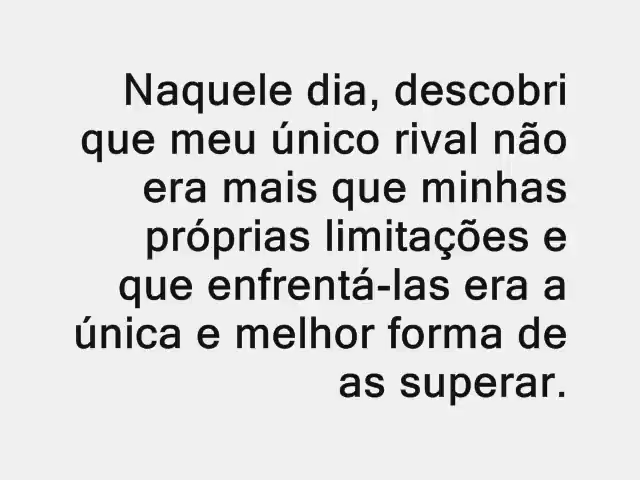 Naquele dia, descobri
que meu único rival não
era mais que minhas
próprias limitações e
que enfrentá-las era a
única e melhor forma de
as superar.